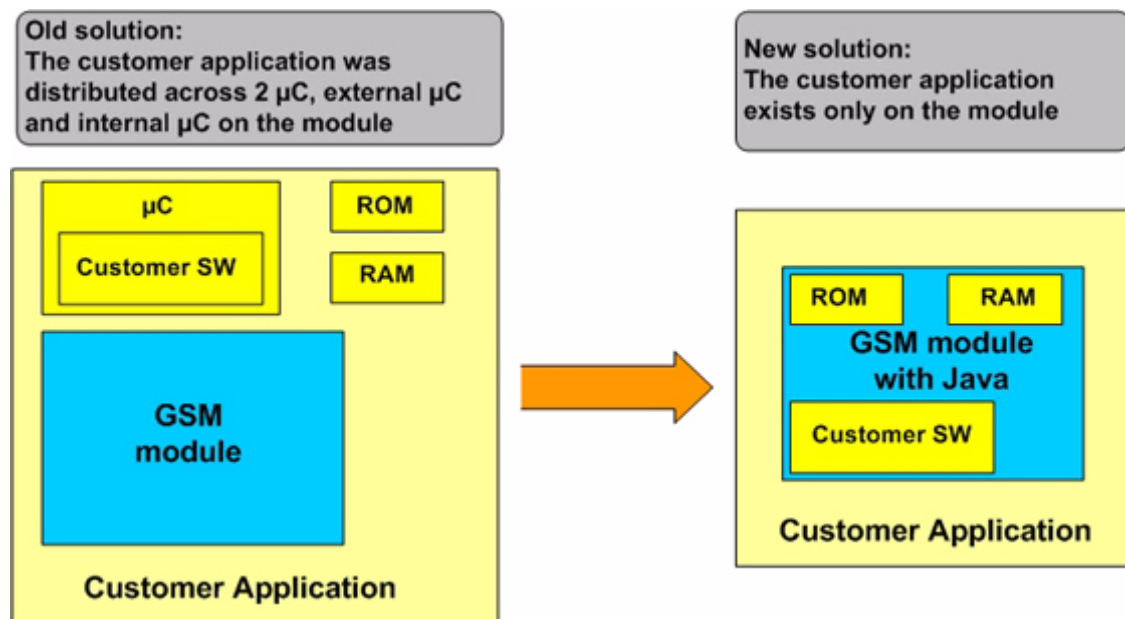 Old solution:
The customer application was
distributed across 2 µC, external µC
and internal µC on the module
New solution:
The customer application
exists only on the module
µC
Customer SW
ROM
RAM
GSM
module
Customer Application
ROM
RAM
GSM module
with Java
Customer SW
Customer Application